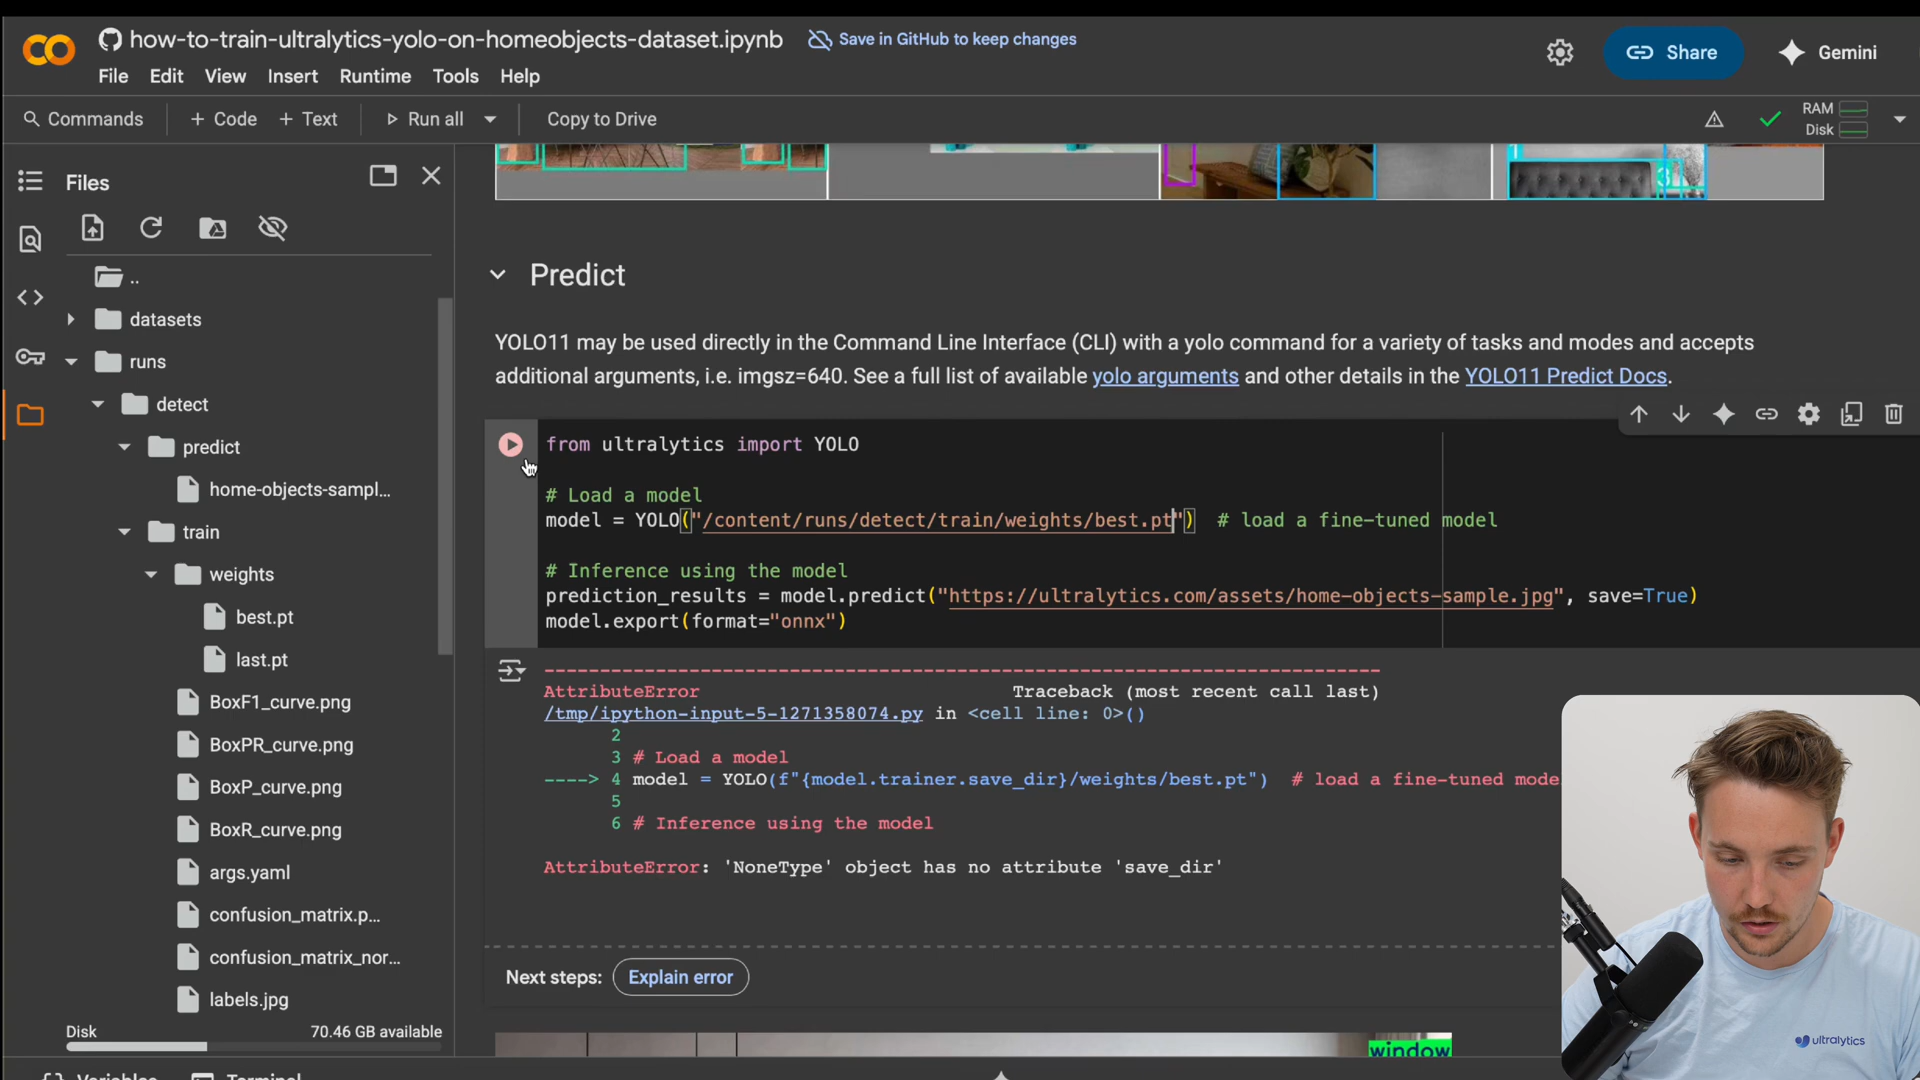 how-to-train-ultralytics-yolo-on-homeobjects-dataset.ipynb
Save in GitHub to keep changes
Share
Gemini
File Edit View Insert Runtime Tools Help
Commands + Code + Text Run all Copy to Drive
RAM
Disk
Files
..
datasets
runs
detect
predict
home-objects-sampl...
train
weights
best.pt
last.pt
BoxF1_curve.png
BoxPR_curve.png
BoxP_curve.png
BoxR_curve.png
args.yaml
confusion_matrix.p...
confusion_matrix_nor...
labels.jpg
Disk 70.46 GB available
Variables Terminal
Predict
YOLO11 may be used directly in the Command Line Interface (CLI) with a yolo command for a variety of tasks and modes and accepts
additional arguments, i.e. imgsz=640. See a full list of available yolo arguments and other details in the YOLO11 Predict Docs.
from ultralytics import YOLO
# Load a model
model = YOLO("/content/runs/detect/train/weights/best.pt") # load a fine-tuned model
# Inference using the model
prediction_results = model.predict("https://ultralytics.com/assets/home-objects-sample.jpg", save=True)
model.export(format="onnx")
---------------------------------------------------------------------------
AttributeError Traceback (most recent call last)
/tmp/ipython-input-5-1271358074.py in <cell line: 0>()
2
3 # Load a model
----> 4 model = YOLO(f"{model.trainer.save_dir}/weights/best.pt") # load a fine-tuned mode
5
6 # Inference using the model
AttributeError: 'NoneType' object has no attribute 'save_dir'
Next steps: Explain error
window
ultralytics